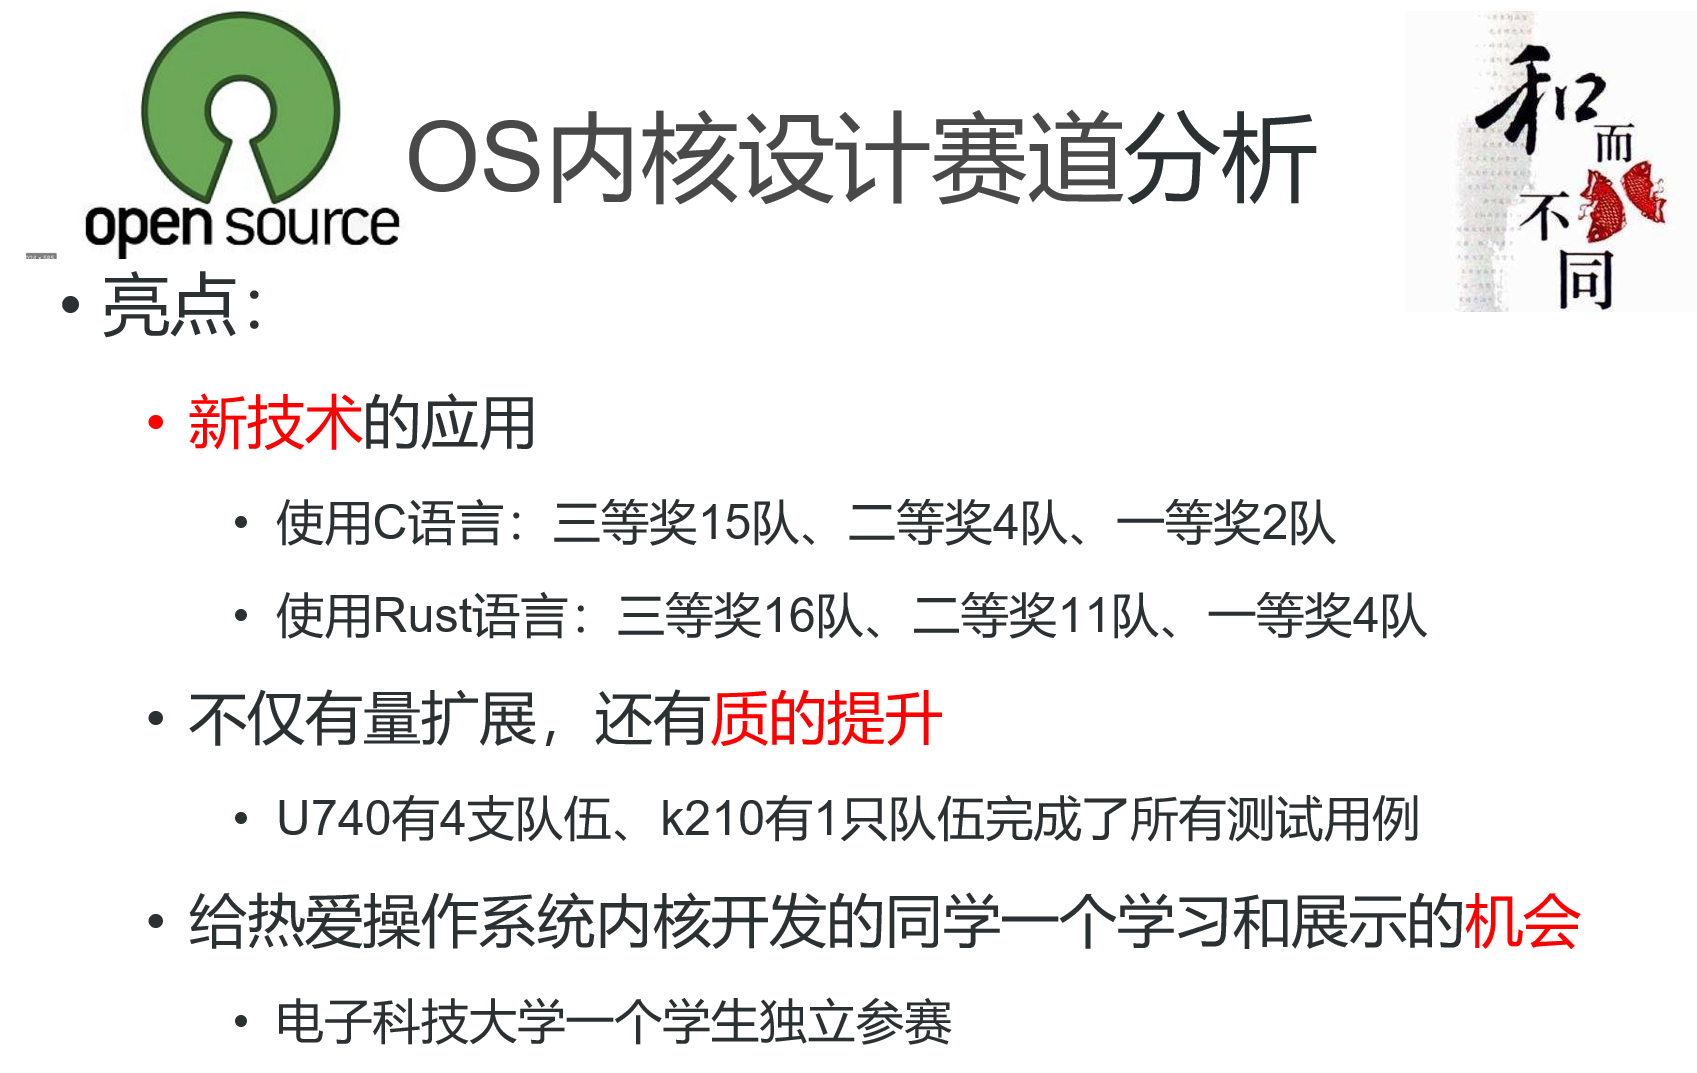 open source
OS内核设计赛道分析
和
而
不
同
• 亮点：
• 新技术的应用
• 使用C语言：三等奖15队、二等奖4队、一等奖2队
• 使用Rust语言：三等奖16队、二等奖11队、一等奖4队
• 不仅有量扩展，还有质的提升
• U740有4支队伍、k210有1只队伍完成了所有测试用例
• 给热爱操作系统内核开发的同学一个学习和展示的机会
• 电子科技大学一个学生独立参赛